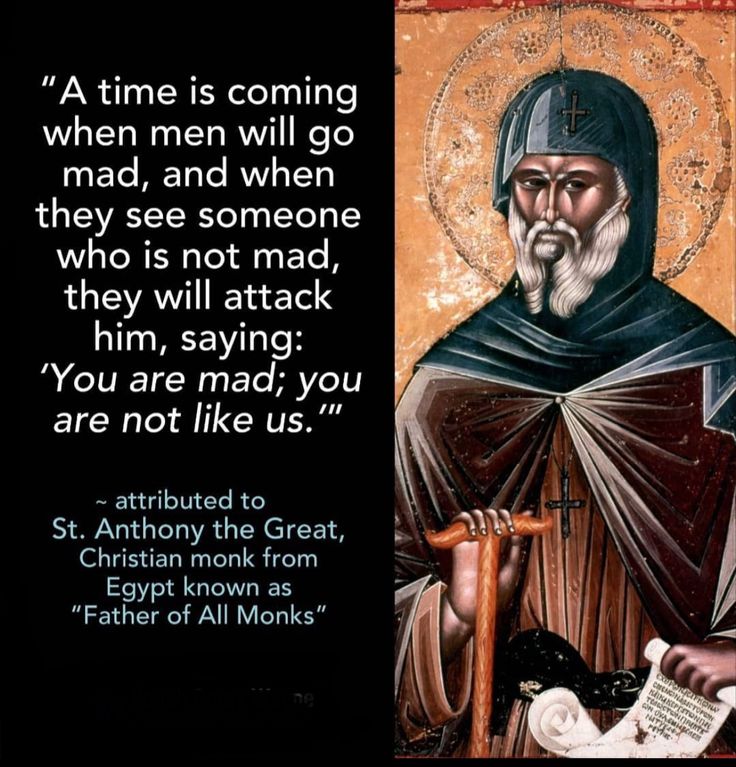 “A time is coming
when men will go
mad, and when
they see someone
who is not mad,
they will attack
him, saying:
‘You are mad; you
are not like us.’”
~ attributed to
St. Anthony the Great,
Christian monk from
Egypt known as
“Father of All Monks”